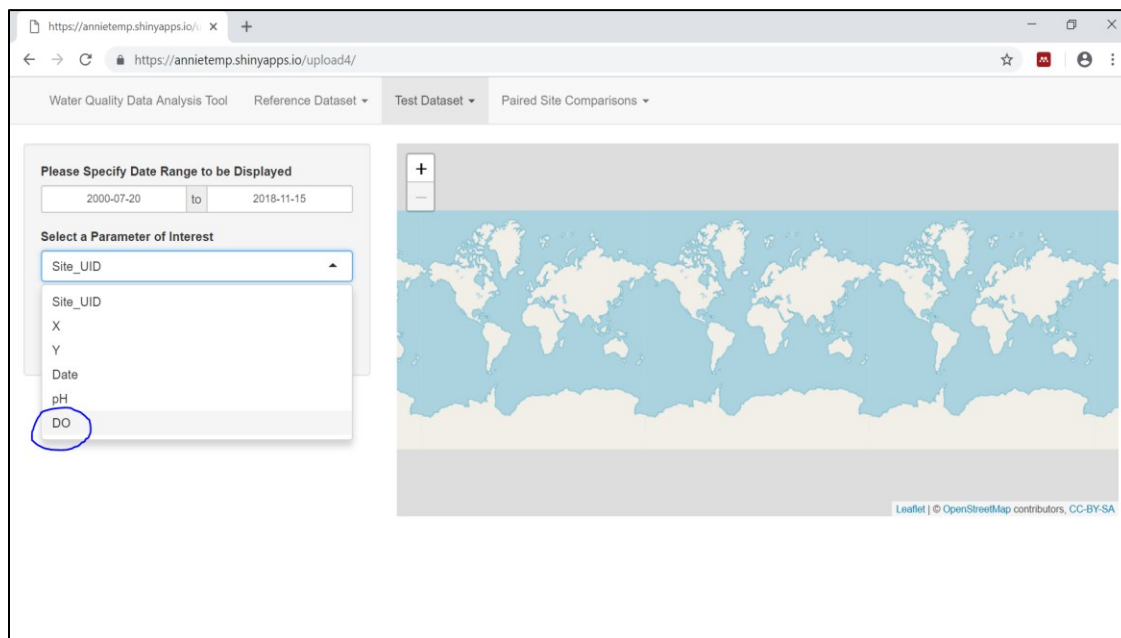 https://annietemp.shinyapps.io/u
https://annietemp.shinyapps.io/upload4/
Water Quality Data Analysis Tool Reference Dataset Test Dataset Paired Site Comparisons
Please Specify Date Range to be Displayed
2000-07-20 to 2018-11-15
Select a Parameter of Interest
Site_UID
Site_UID
X
Y
Date
pH
DO
+
−
Leaflet | © OpenStreetMap contributors, CC-BY-SA